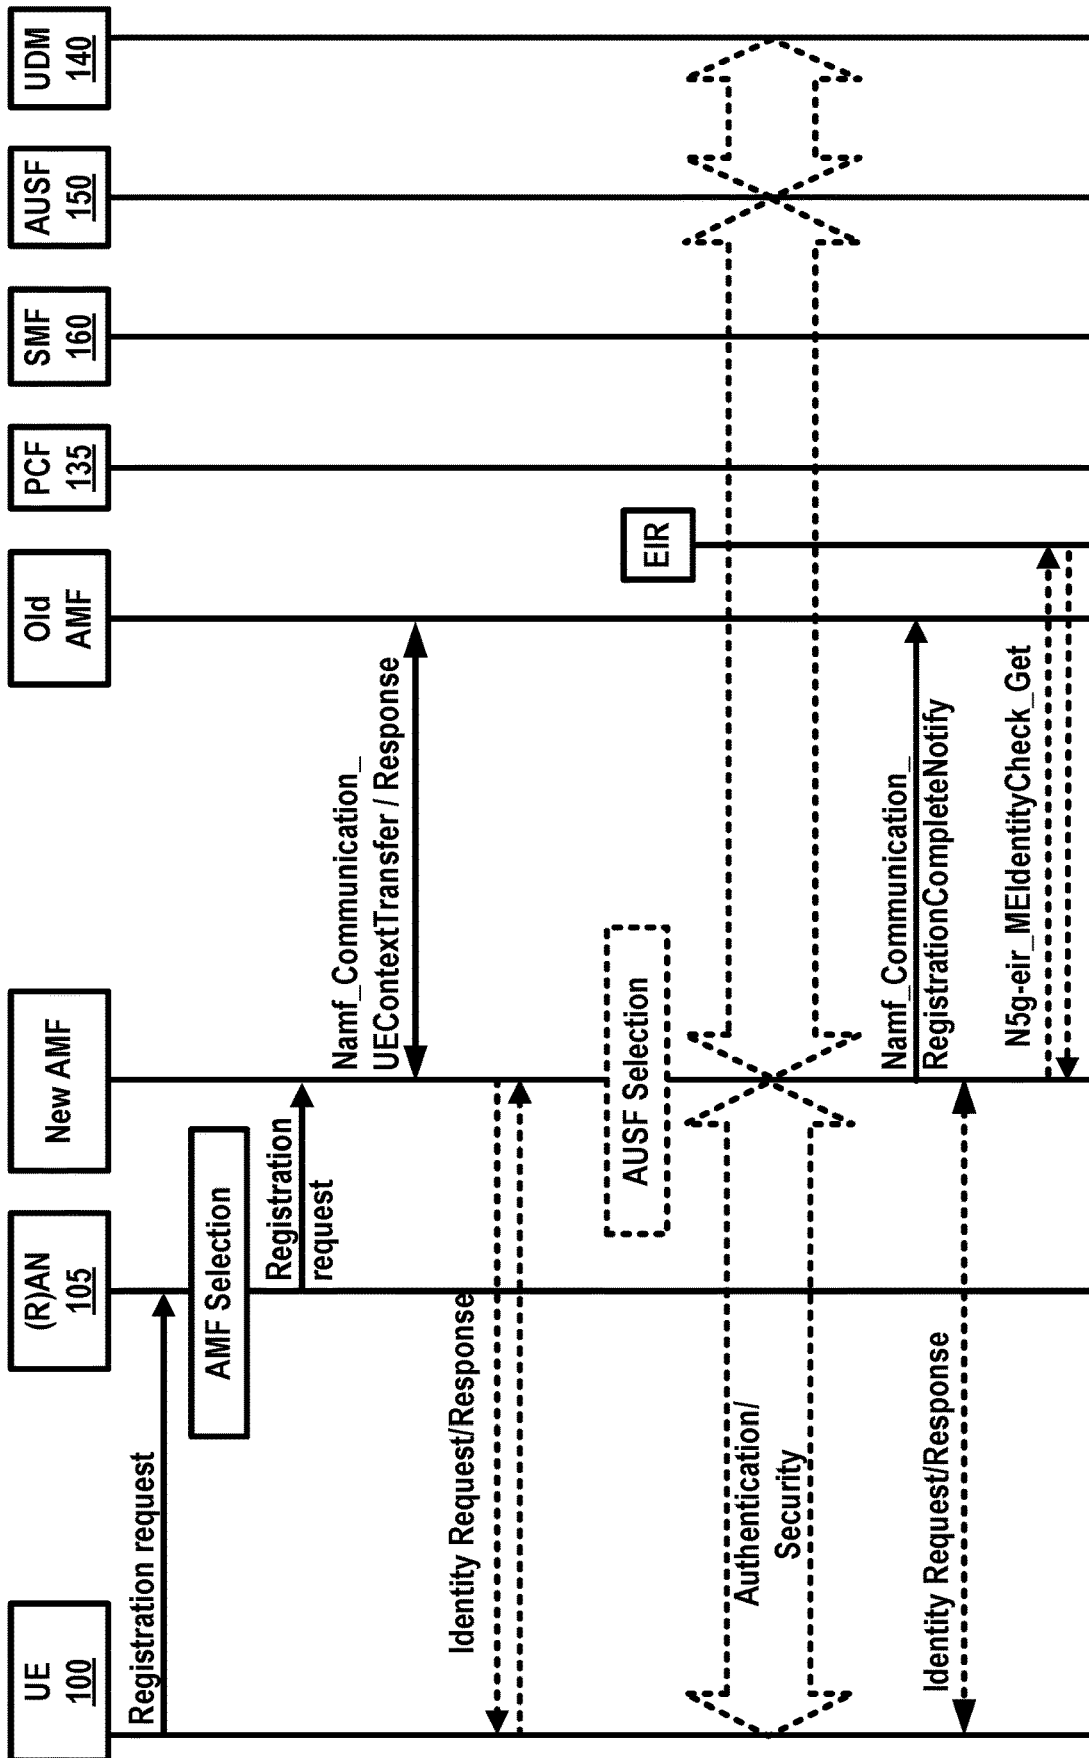 UE
100
(R)AN
105
New AMF
Old
AMF
PCF
135
SMF
160
AUSF
150
UDM
140
Registration request
AMF Selection
Registration
request
Namf_Communication_
UEContextTransfer / Response
Identity Request/Response
AUSF Selection
EIR
Authentication/
Security
Namf_Communication_
RegistrationCompleteNotify
Identity Request/Response
N5g-eir_MEIdentityCheck_Get